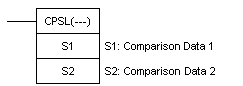 CPSL(---)
S1 S1: Comparison Data 1
S2 S2: Comparison Data 2